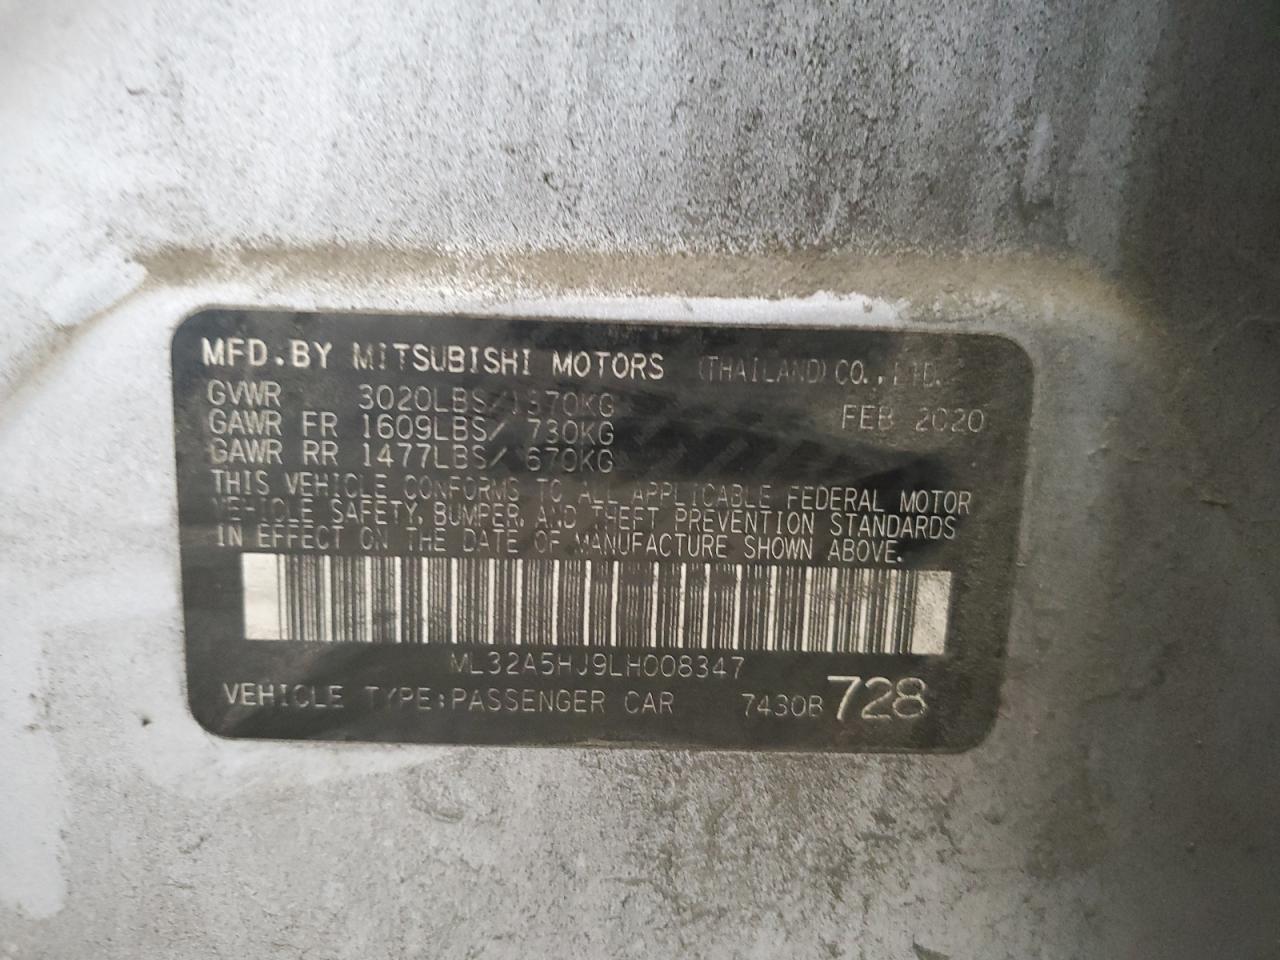 MFD.BY MITSUBISHI MOTORS (THAILAND) CO., LTD.
GVWR 3020LBS/1370KG FEB 2020
GAWR FR 1609LBS/ 730KG
GAWR RR 1477LBS/ 670KG
THIS VEHICLE CONFORMS TO ALL APPLICABLE FEDERAL MOTOR
VEHICLE SAFETY, BUMPER, AND THEFT PREVENTION STANDARDS
IN EFFECT ON THE DATE OF MANUFACTURE SHOWN ABOVE.
ML32A5HJ9LH008347
VEHICLE TYPE:PASSENGER CAR 7430B728